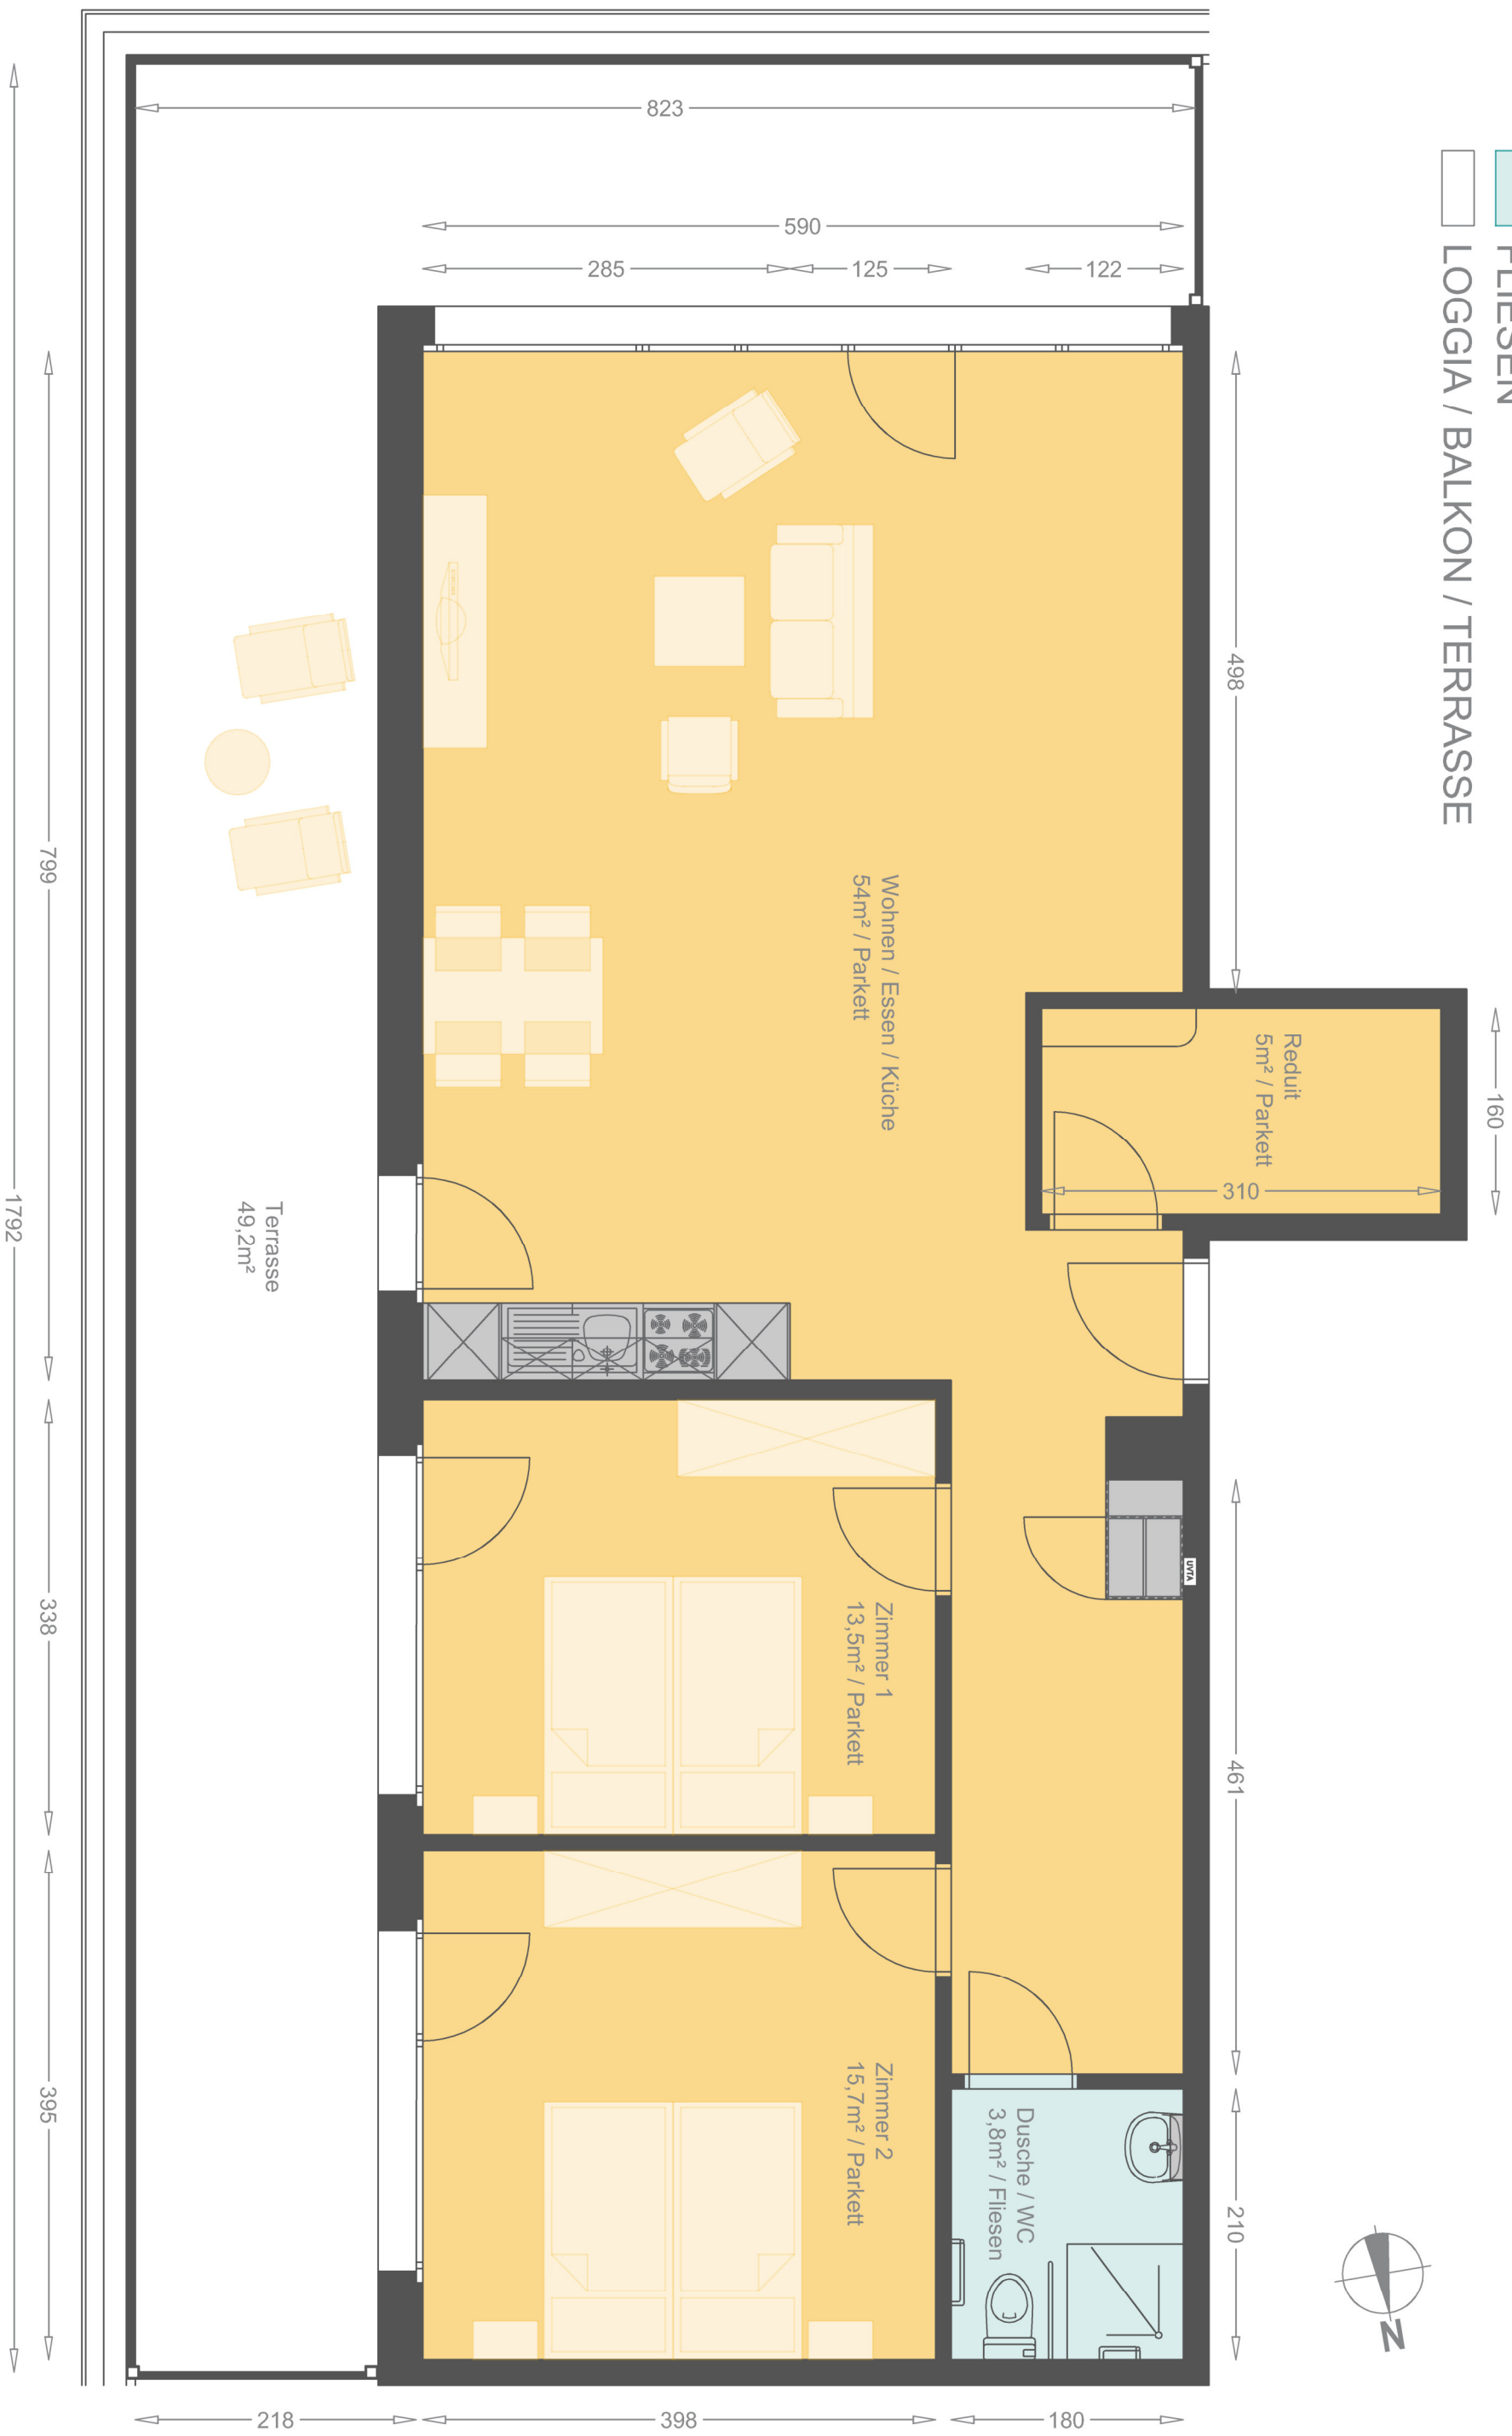 FLIESEN
LOGGIA / BALKON / TERRASSE
823
590
285
125
122
498
160
Wohnen / Essen / Küche
54m² / Parkett
Reduit
5m² / Parkett
310
799
1792
Terrasse
49,2m²
UVTA
Zimmer 1
13,5m² / Parkett
338
461
Zimmer 2
15,7m² / Parkett
395
Dusche / WC
3,8m² / Fliesen
210
N
218
398
180